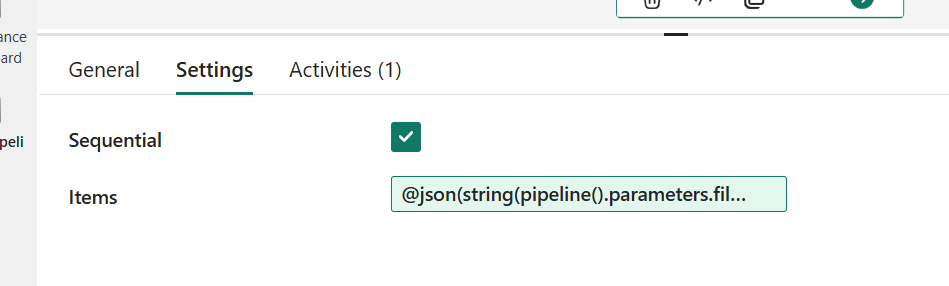 ance
ard
peli
General Settings Activities (1)
Sequential
Items @json(string(pipeline().parameters.fil...